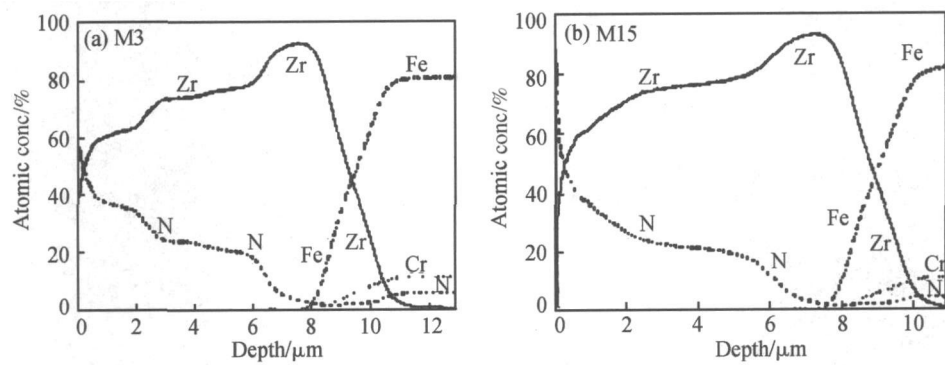 (a) M3
Atomic conc/%
100
80
60
40
20
0
Zr
Zr
Fe
N
N
Fe
Zr
Cr
N
0
2
4
6
8
10
12
Depth/μm
(b) M15
Atomic conc/%
100
80
60
40
20
0
Zr
Zr
Fe
N
N
Fe
Zr
Cr
N
0
2
4
6
8
10
Depth/μm